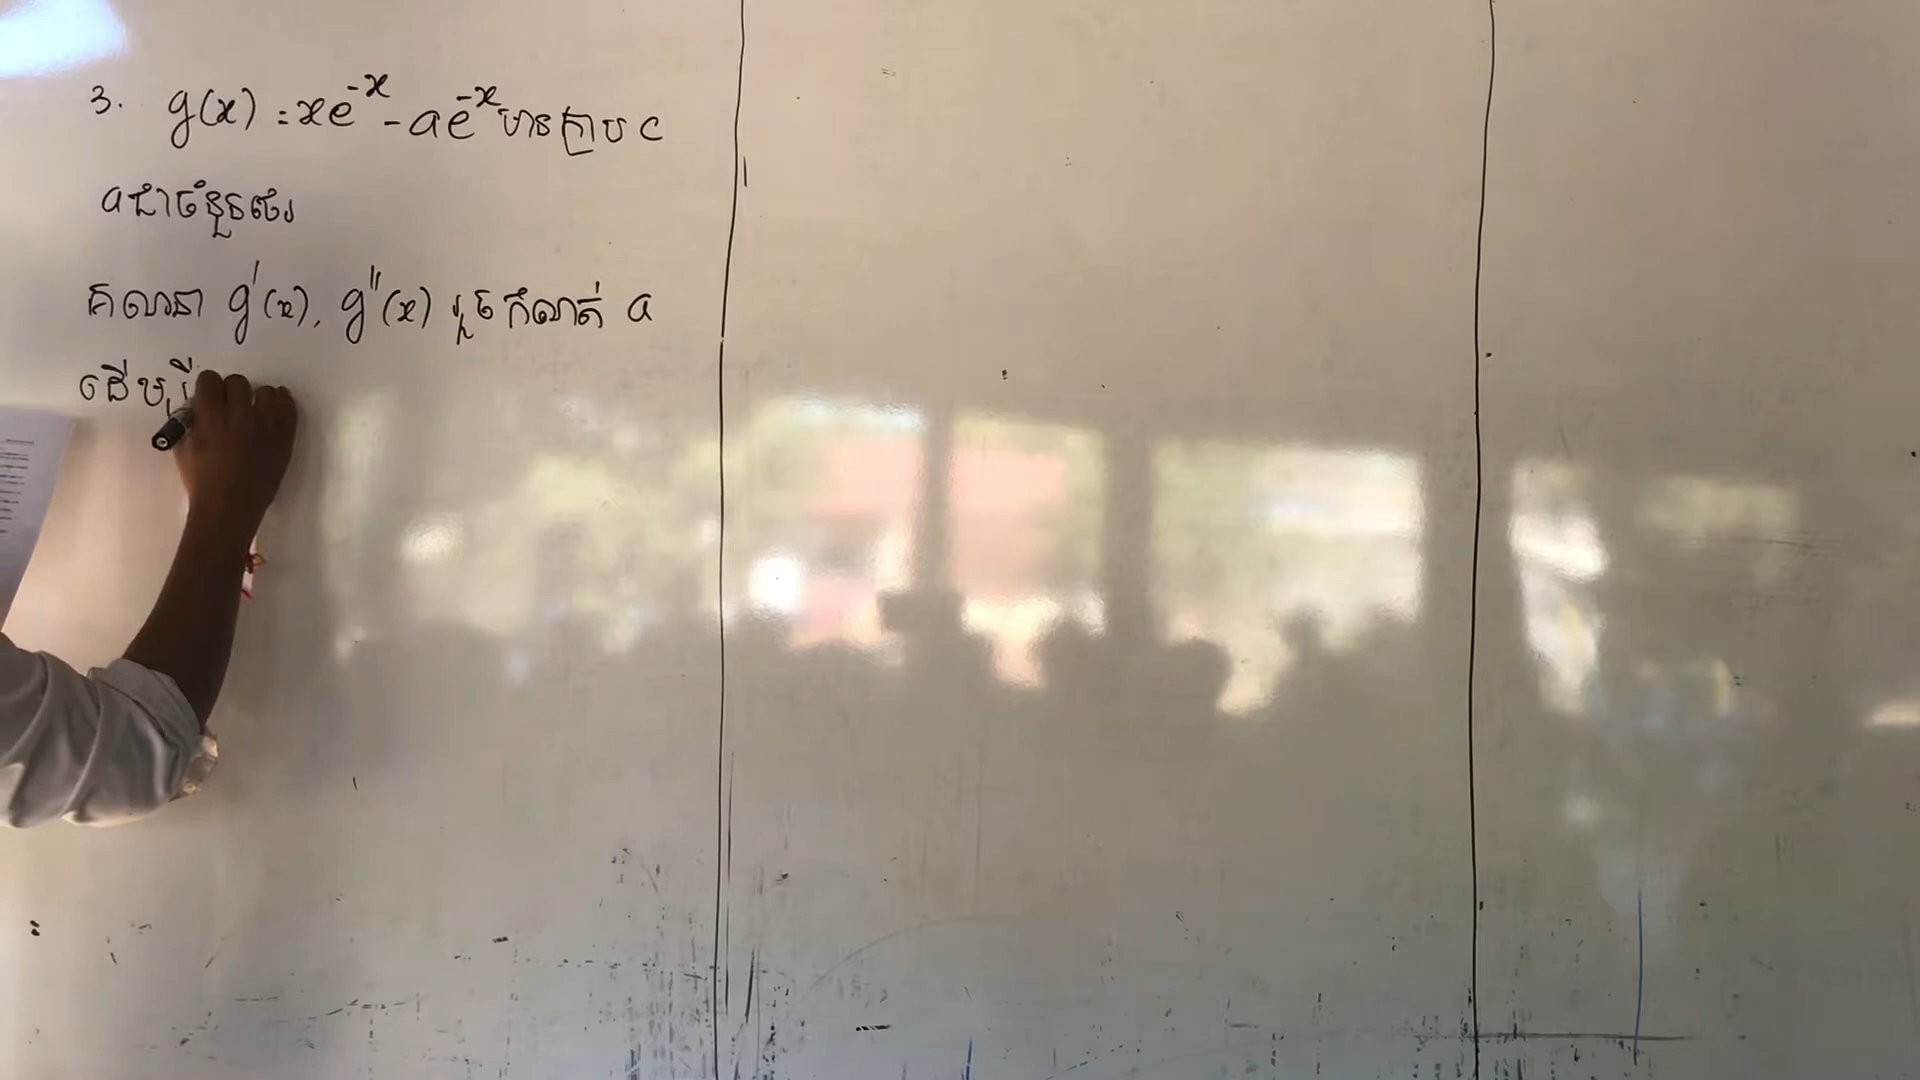 3. g(x) = xe^-x - ae^-x មានក្រាប c
a ជាចំនួនថេរ
គណនា g'(x), g''(x) រួចកំណត់ a
ដើម្បី